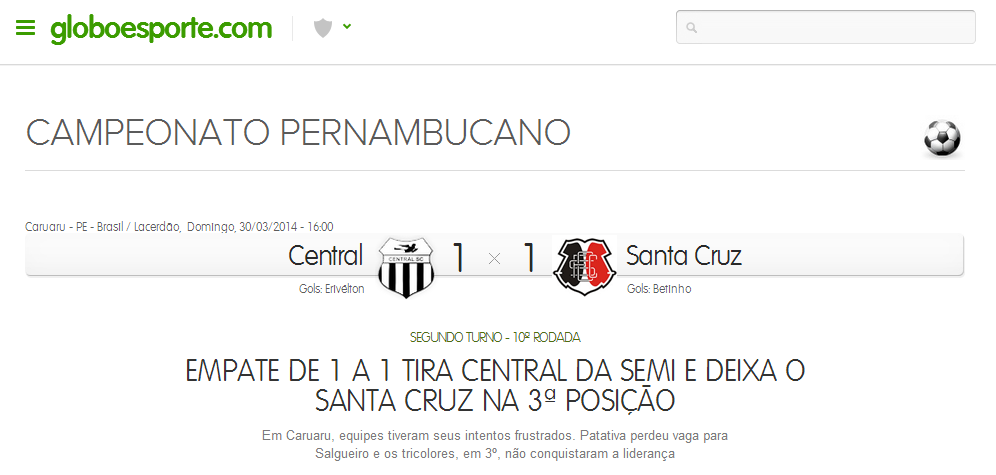 globoesporte.com
CAMPEONATO PERNAMBUCANO
Caruaru - PE - Brasil / Lacerdão, Domingo, 30/03/2014 - 16:00
Central CENTRAL SC 1 × 1 Santa Cruz
Gols: Erivélton Gols: Betinho
SEGUNDO TURNO - 10ª RODADA
EMPATE DE 1 A 1 TIRA CENTRAL DA SEMI E DEIXA O
SANTA CRUZ NA 3ª POSIÇÃO
Em Caruaru, equipes tiveram seus intentos frustrados. Patativa perdeu vaga para
Salgueiro e os tricolores, em 3º, não conquistaram a liderança